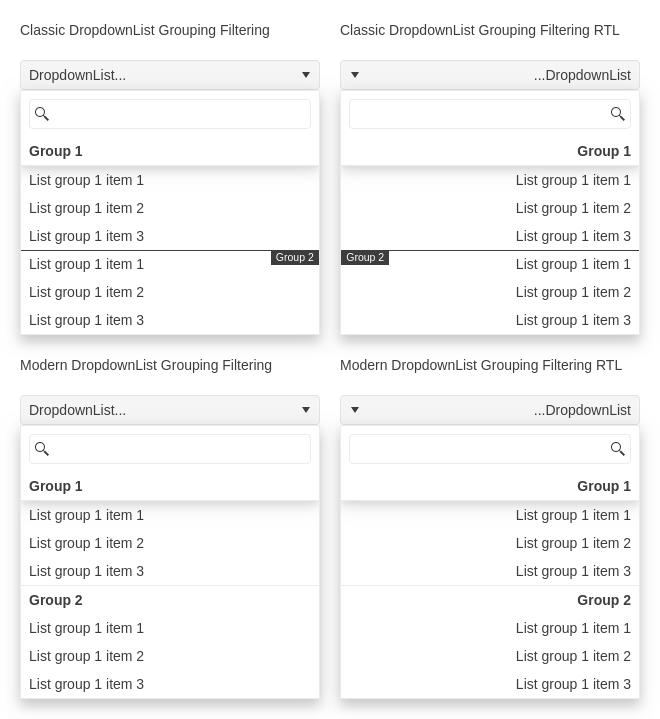 Classic DropdownList Grouping Filtering
DropdownList...
Group 1
List group 1 item 1
List group 1 item 2
List group 1 item 3
Group 2
List group 1 item 1
List group 1 item 2
List group 1 item 3
Classic DropdownList Grouping Filtering RTL
...DropdownList
Group 1
List group 1 item 1
List group 1 item 2
List group 1 item 3
Group 2
List group 1 item 1
List group 1 item 2
List group 1 item 3
Modern DropdownList Grouping Filtering
DropdownList...
Group 1
List group 1 item 1
List group 1 item 2
List group 1 item 3
Group 2
List group 1 item 1
List group 1 item 2
List group 1 item 3
Modern DropdownList Grouping Filtering RTL
...DropdownList
Group 1
List group 1 item 1
List group 1 item 2
List group 1 item 3
Group 2
List group 1 item 1
List group 1 item 2
List group 1 item 3